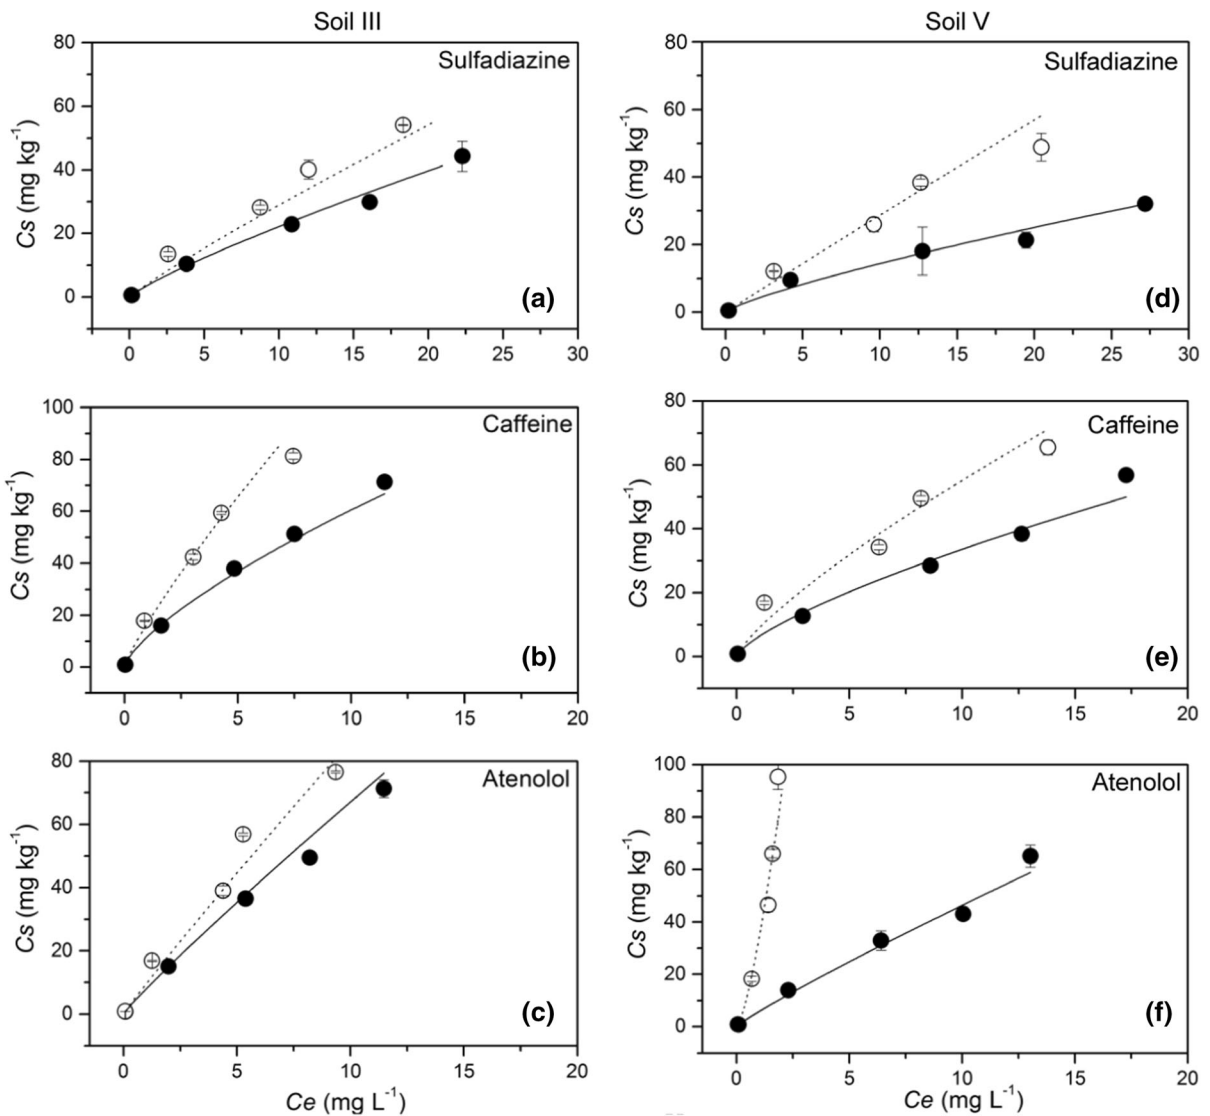 Soil III
Soil V
80
60
40
20
0
Cs (mg kg⁻¹)
Sulfadiazine
(a)
0 5 10 15 20 25 30
80
60
40
20
0
Cs (mg kg⁻¹)
Sulfadiazine
(d)
0 5 10 15 20 25 30
100
80
60
40
20
0
Cs (mg kg⁻¹)
Caffeine
(b)
0 5 10 15 20
80
60
40
20
0
Cs (mg kg⁻¹)
Caffeine
(e)
0 5 10 15 20
80
60
40
20
0
Cs (mg kg⁻¹)
Atenolol
(c)
0 5 10 15 20
Ce (mg L⁻¹)
100
80
60
40
20
0
Cs (mg kg⁻¹)
Atenolol
(f)
0 5 10 15 20
Ce (mg L⁻¹)